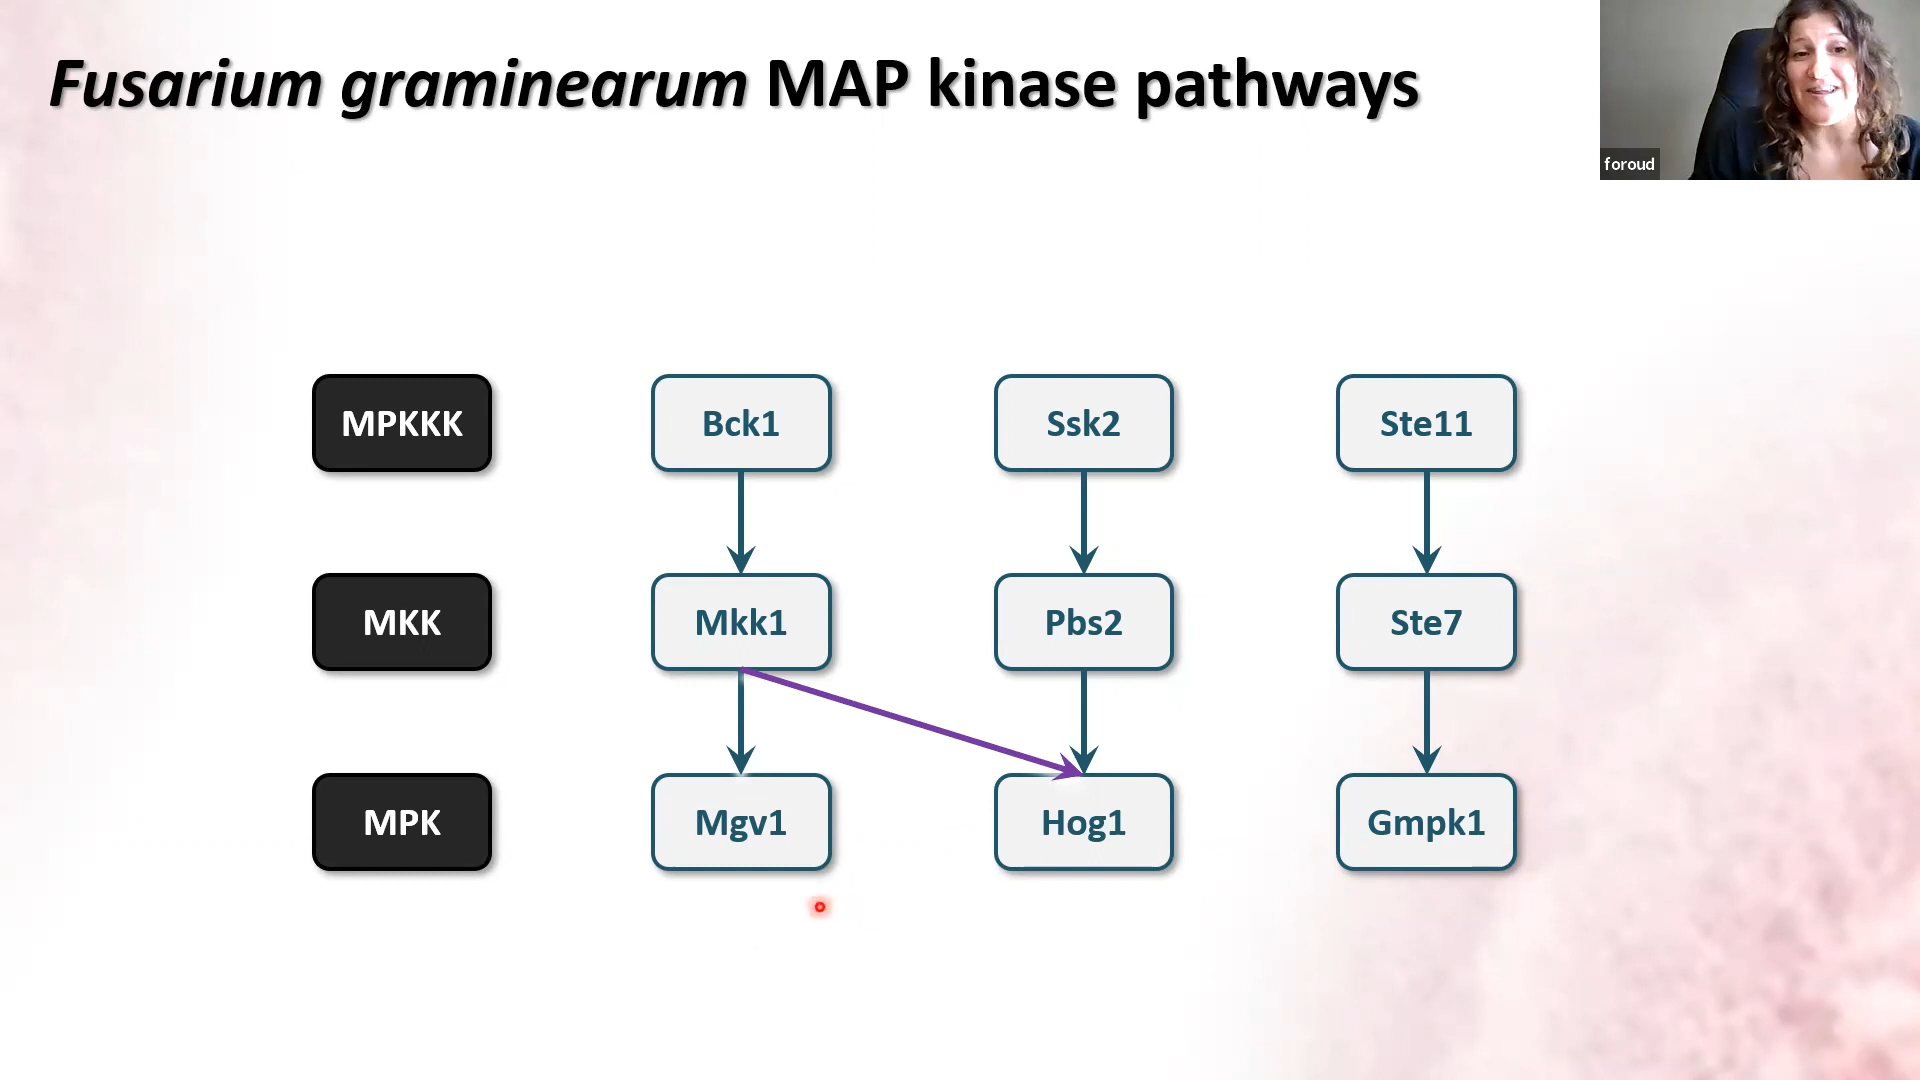 Fusarium graminearum MAP kinase pathways
foroud
MPKKK
Bck1
Ssk2
Ste11
MKK
Mkk1
Pbs2
Ste7
MPK
Mgv1
Hog1
Gmpk1